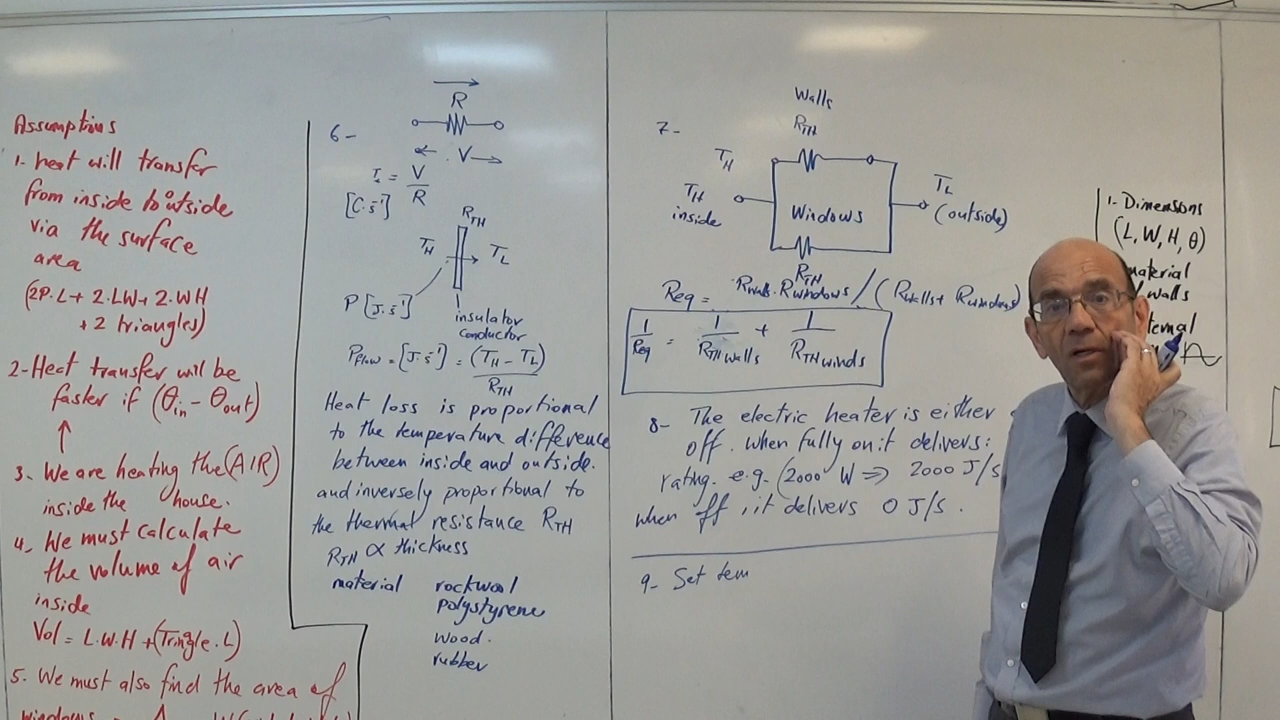 Assumptions
1- heat will transfer
from inside to outside
via the surface
area
(2P.L + 2.LW + 2.WH
+ 2 triangles)
2- Heat transfer will be
faster if (θin - θout)
3. We are heating the (AIR)
inside the house.
4. We must calculate
the volume of air
inside
Vol = L.W.H + (Tringle.L)
5. We must also find the area of
windows
6-
R
V
I = V/R
[C.s⁻¹]
RTH
TH TL
P [J.s⁻¹]
insulator
conductor
Pflow = [J.s⁻¹] = (TH - TL)/RTH
Heat loss is proportional
to the temperature difference
between inside and outside.
and inversely proportional to
the thermal resistance RTH
RTH ∝ thickness
material rockwool
polystyrene
wood.
rubber
7-
Walls
RTH
TH
TH
inside
Windows
TL
(outside)
RTH
Req = Rwalls.Rwindows/(Rwalls + Rwindows)
1/Req = 1/RTH walls + 1/RTH winds
8- The electric heater is either
off. when fully on it delivers:
rating. e.g. (2000 W ⇒ 2000 J/s
when off, it delivers 0 J/s.
9- Set tem
1- Dimensions
(L, W, H, θ)
material
walls